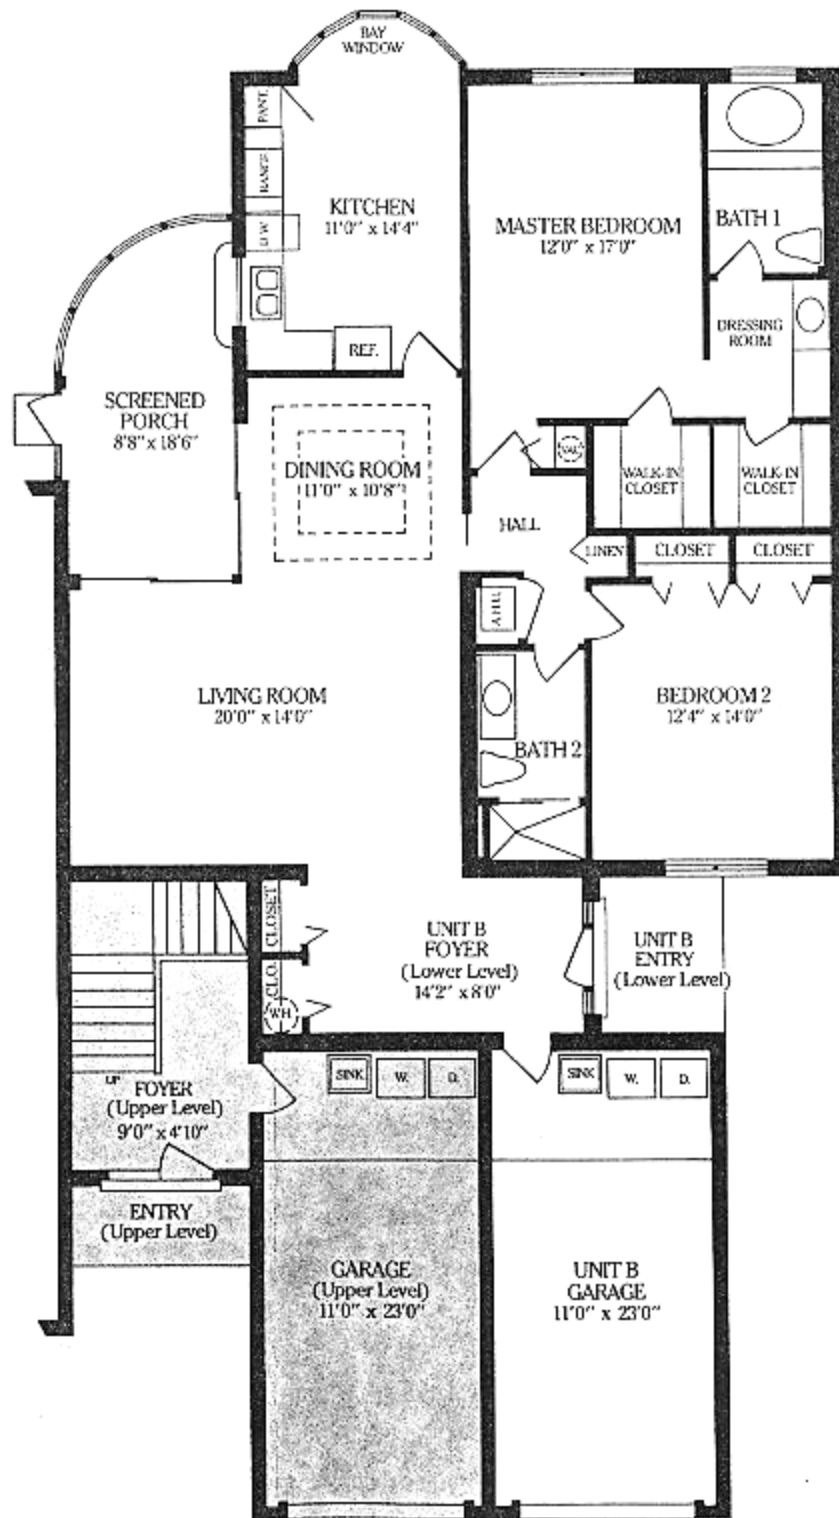 BAY
WINDOW
PANT.
RANGE
D.W.
KITCHEN
11'0" x 14'4"
REF.
MASTER BEDROOM
12'0" x 17'0"
BATH 1
DRESSING
ROOM
SCREENED
PORCH
8'8" x 18'6"
DINING ROOM
11'0" x 10'8"
WALK-IN
CLOSET
WALK-IN
CLOSET
HALL
LINEN
CLOSET
CLOSET
A.H.U.
LIVING ROOM
20'0" x 14'0"
BEDROOM 2
12'4" x 14'0"
BATH 2
CLOSET
CLO.
WH
UNIT B
FOYER
(Lower Level)
14'2" x 8'0"
UNIT B
ENTRY
(Lower Level)
UP
FOYER
(Upper Level)
9'0" x 4'10"
SINK
W.
D.
SINK
W.
D.
ENTRY
(Upper Level)
GARAGE
(Upper Level)
11'0" x 23'0"
UNIT B
GARAGE
11'0" x 23'0"